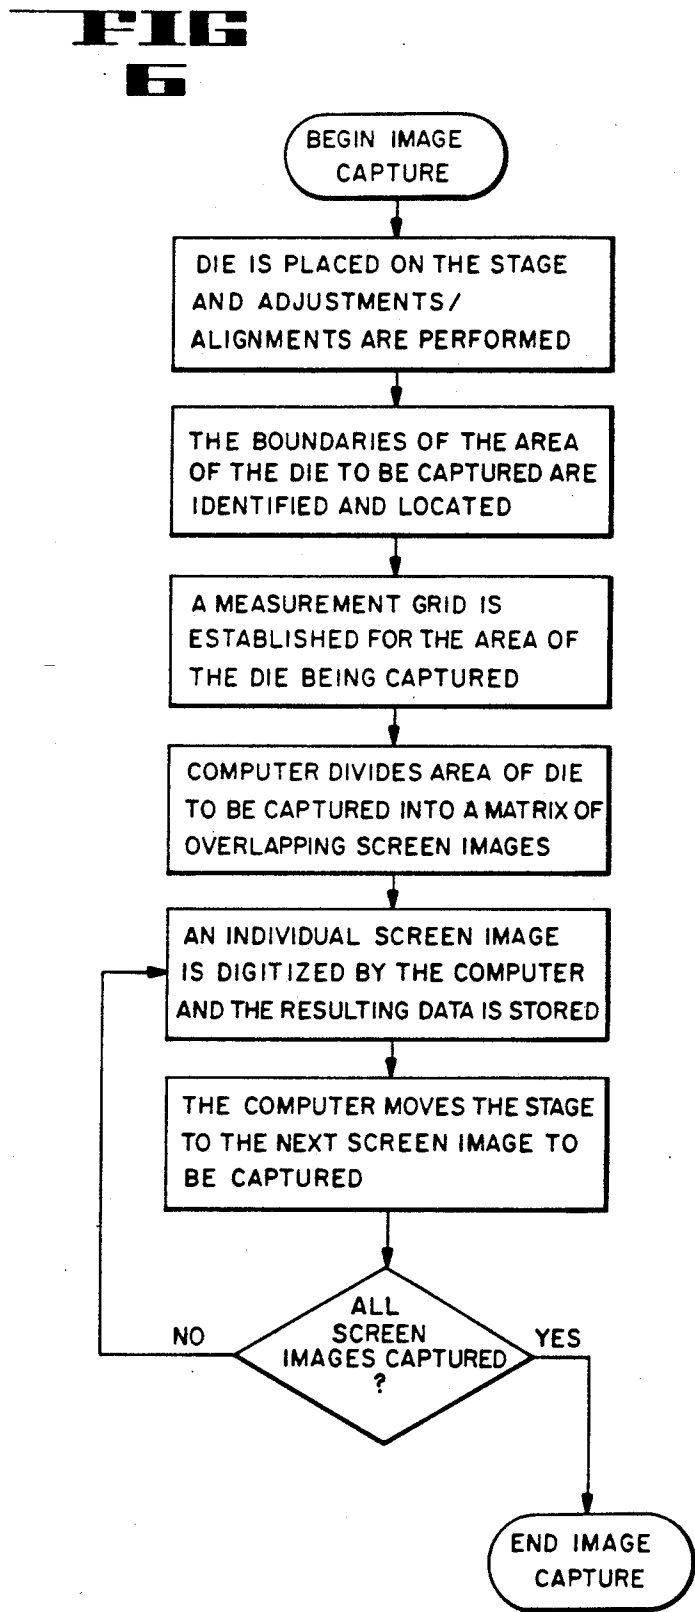 FIG
6
BEGIN IMAGE
CAPTURE
DIE IS PLACED ON THE STAGE
AND ADJUSTMENTS/
ALIGNMENTS ARE PERFORMED
THE BOUNDARIES OF THE AREA
OF THE DIE TO BE CAPTURED ARE
IDENTIFIED AND LOCATED
A MEASUREMENT GRID IS
ESTABLISHED FOR THE AREA OF
THE DIE BEING CAPTURED
COMPUTER DIVIDES AREA OF DIE
TO BE CAPTURED INTO A MATRIX OF
OVERLAPPING SCREEN IMAGES
AN INDIVIDUAL SCREEN IMAGE
IS DIGITIZED BY THE COMPUTER
AND THE RESULTING DATA IS STORED
THE COMPUTER MOVES THE STAGE
TO THE NEXT SCREEN IMAGE TO
BE CAPTURED
ALL
SCREEN
IMAGES CAPTURED
?
NO
YES
END IMAGE
CAPTURE